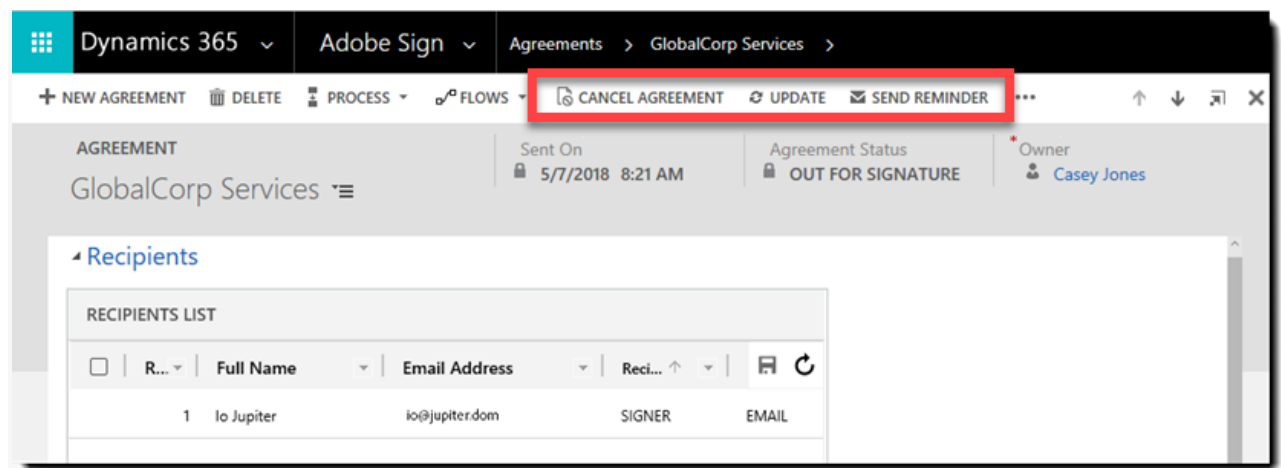 Dynamics 365 Adobe Sign Agreements > GlobalCorp Services >
+ NEW AGREEMENT DELETE PROCESS FLOWS CANCEL AGREEMENT UPDATE SEND REMINDER ...
AGREEMENT Sent On Agreement Status *Owner
5/7/2018 8:21 AM OUT FOR SIGNATURE Casey Jones
GlobalCorp Services
Recipients
RECIPIENTS LIST
R... Full Name Email Address Reci... ↑
1 Io Jupiter io@jupiter.dom SIGNER EMAIL